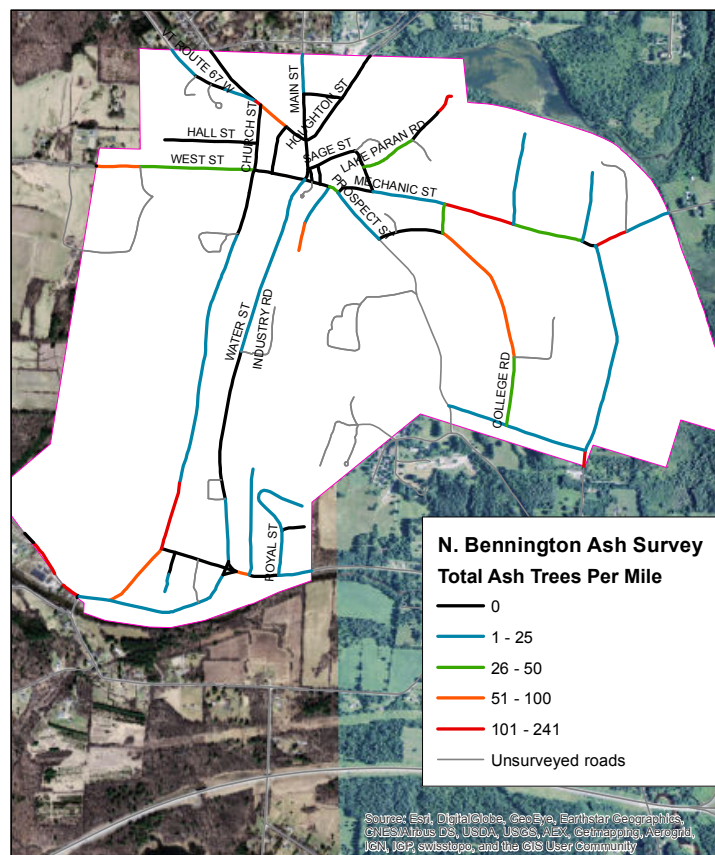 VT ROUTE 67 W
MAIN ST
HOUGHTON ST
CHURCH ST
HALL ST
SAGE ST
LAKE PARAN RD
WEST ST
MECHANIC ST
PROSPECT ST
WATER ST
INDUSTRY RD
COLLEGE RD
ROYAL ST
N. Bennington Ash Survey
Total Ash Trees Per Mile
0
1 - 25
26 - 50
51 - 100
101 - 241
Unsurveyed roads
Source: Esri, DigitalGlobe, GeoEye, Earthstar Geographics,
CNES/Airbus DS, USDA, USGS, AEX, Getmapping, Aerogrid,
IGN, IGP, swisstopo, and the GIS User Community